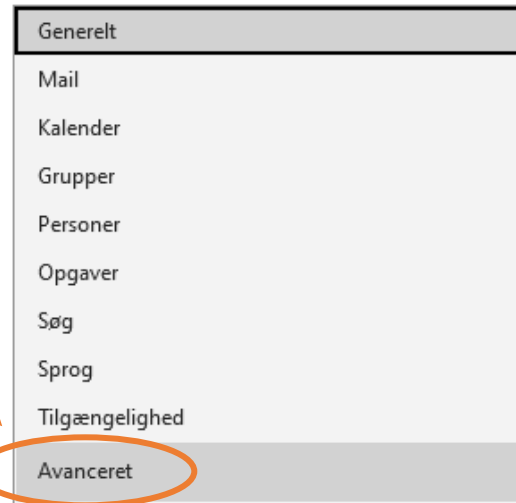 Generelt
Mail
Kalender
Grupper
Personer
Opgaver
Søg
Sprog
Tilgængelighed
Avanceret